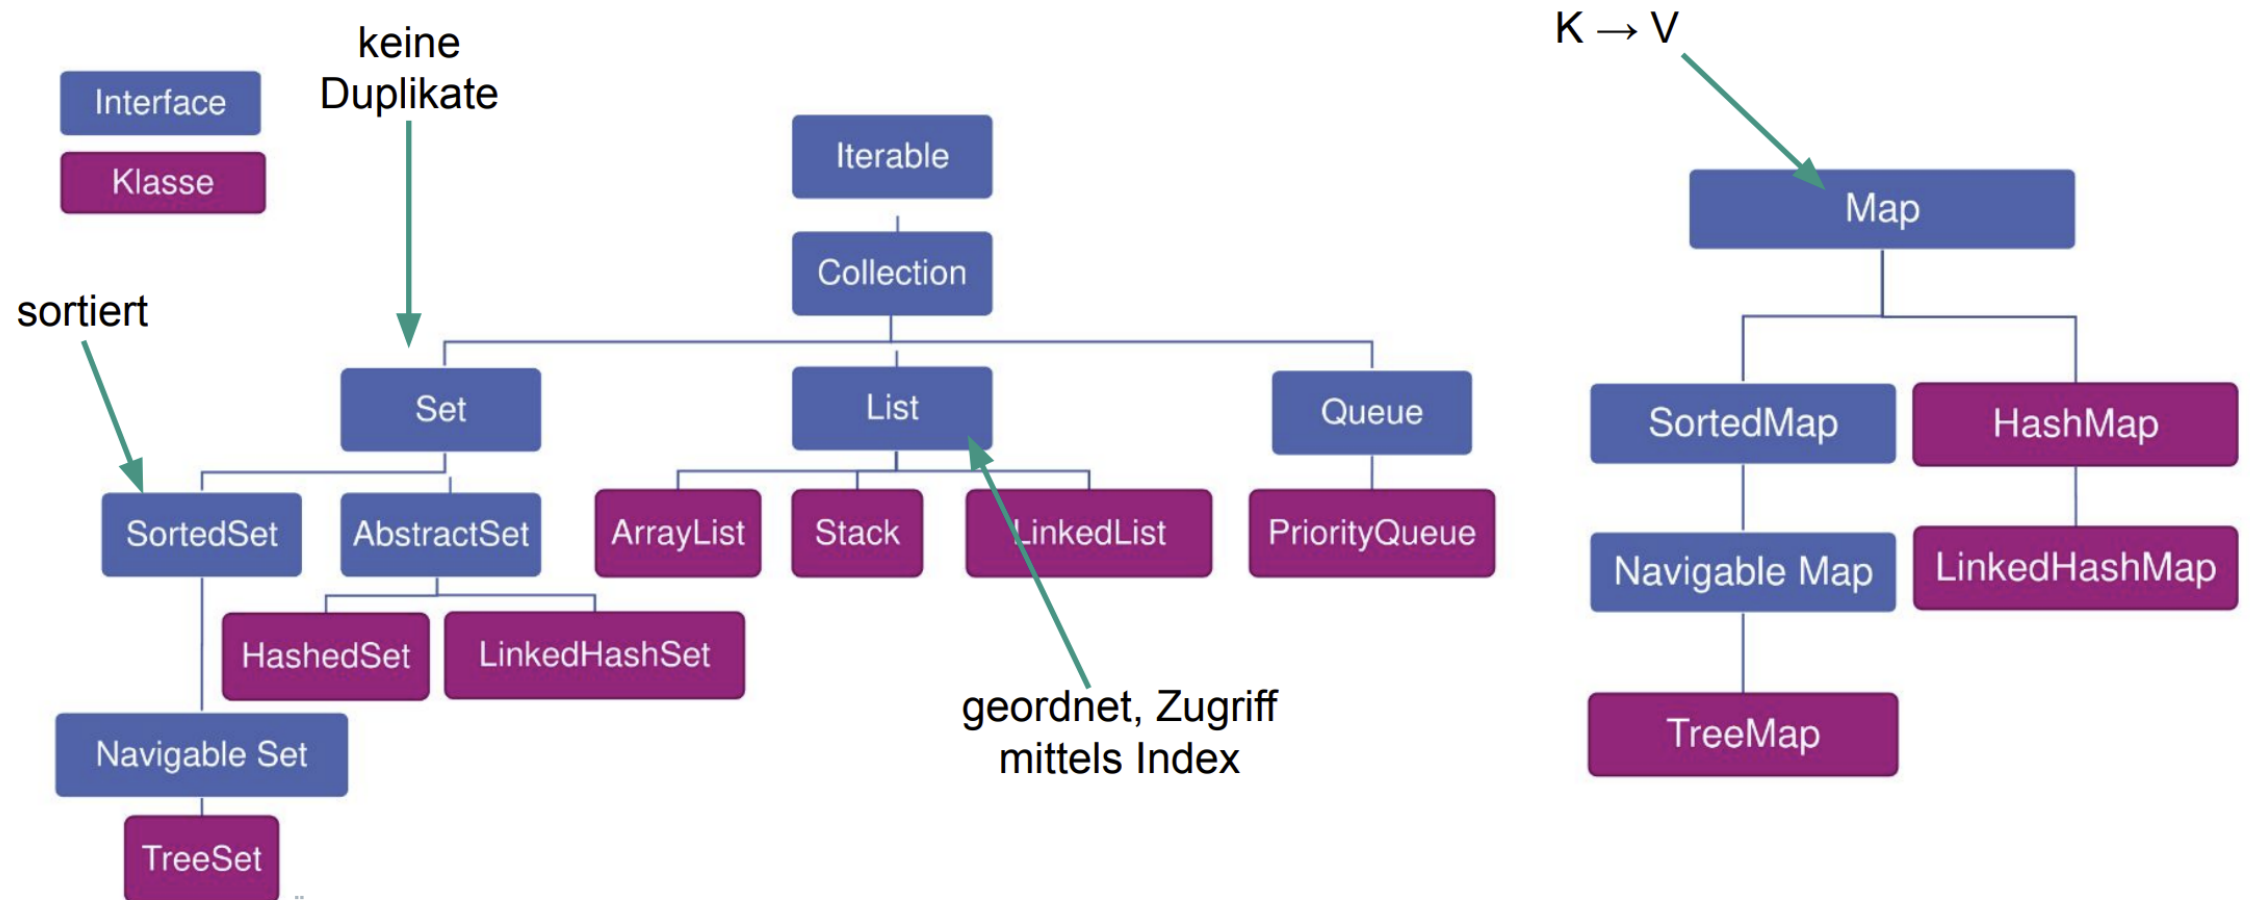 keine
Duplikate
K → V
Interface
Klasse
Iterable
Map
Collection
sortiert
Set
List
Queue
SortedMap
HashMap
SortedSet
AbstractSet
ArrayList
Stack
LinkedList
PriorityQueue
Navigable Map
LinkedHashMap
HashedSet
LinkedHashSet
geordnet, Zugriff
mittels Index
Navigable Set
TreeMap
TreeSet